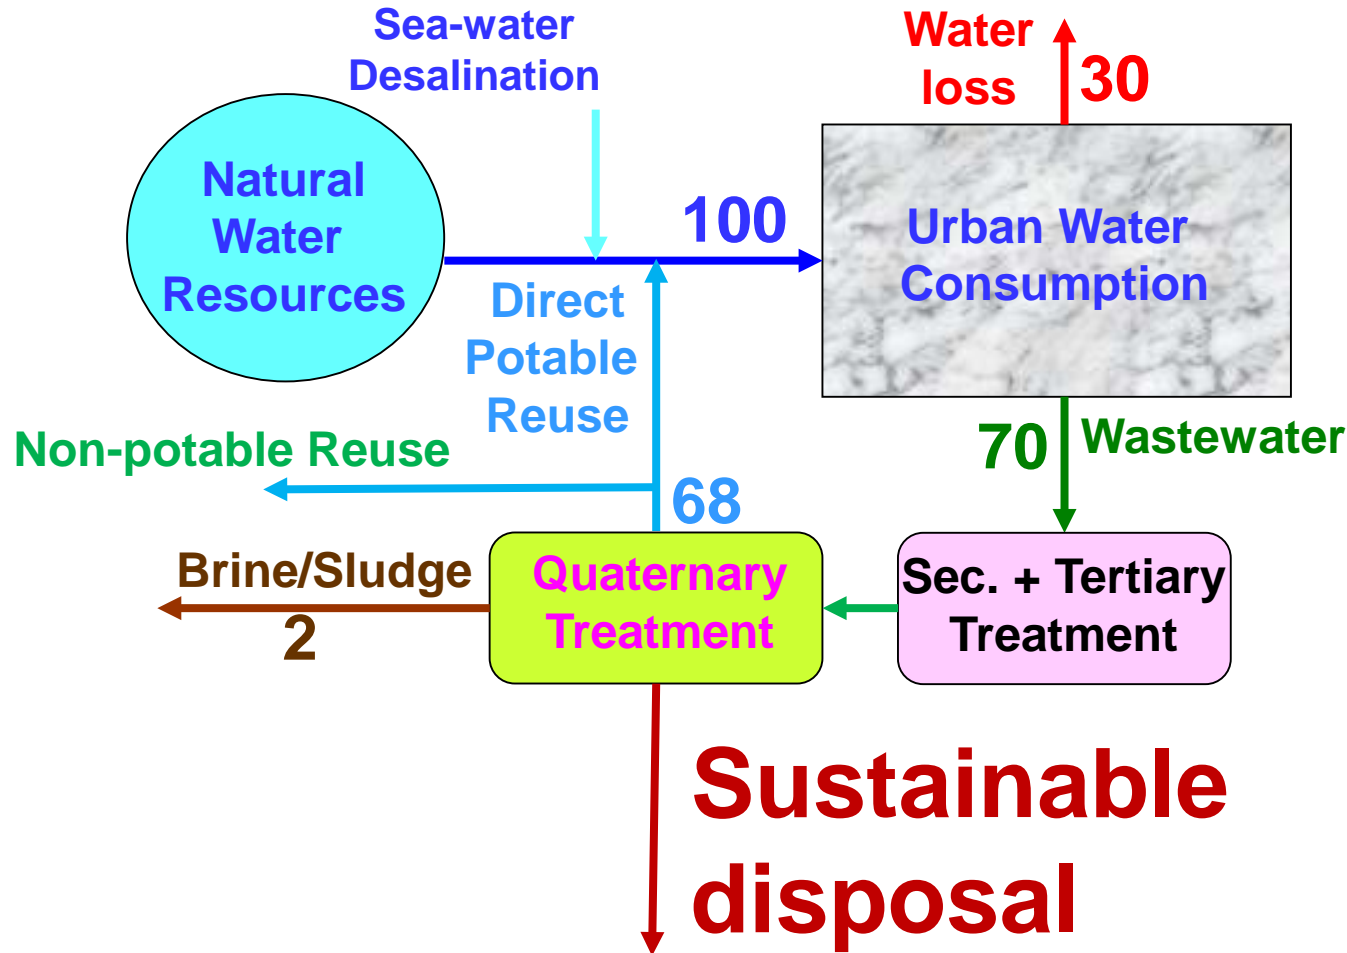 Sea-water
Desalination
Water
loss
30
Natural
Water
Resources
100
Urban Water
Consumption
Direct
Potable
Reuse
Non-potable Reuse
68
70
Wastewater
Brine/Sludge
2
Quaternary
Treatment
Sec. + Tertiary
Treatment
Sustainable
disposal